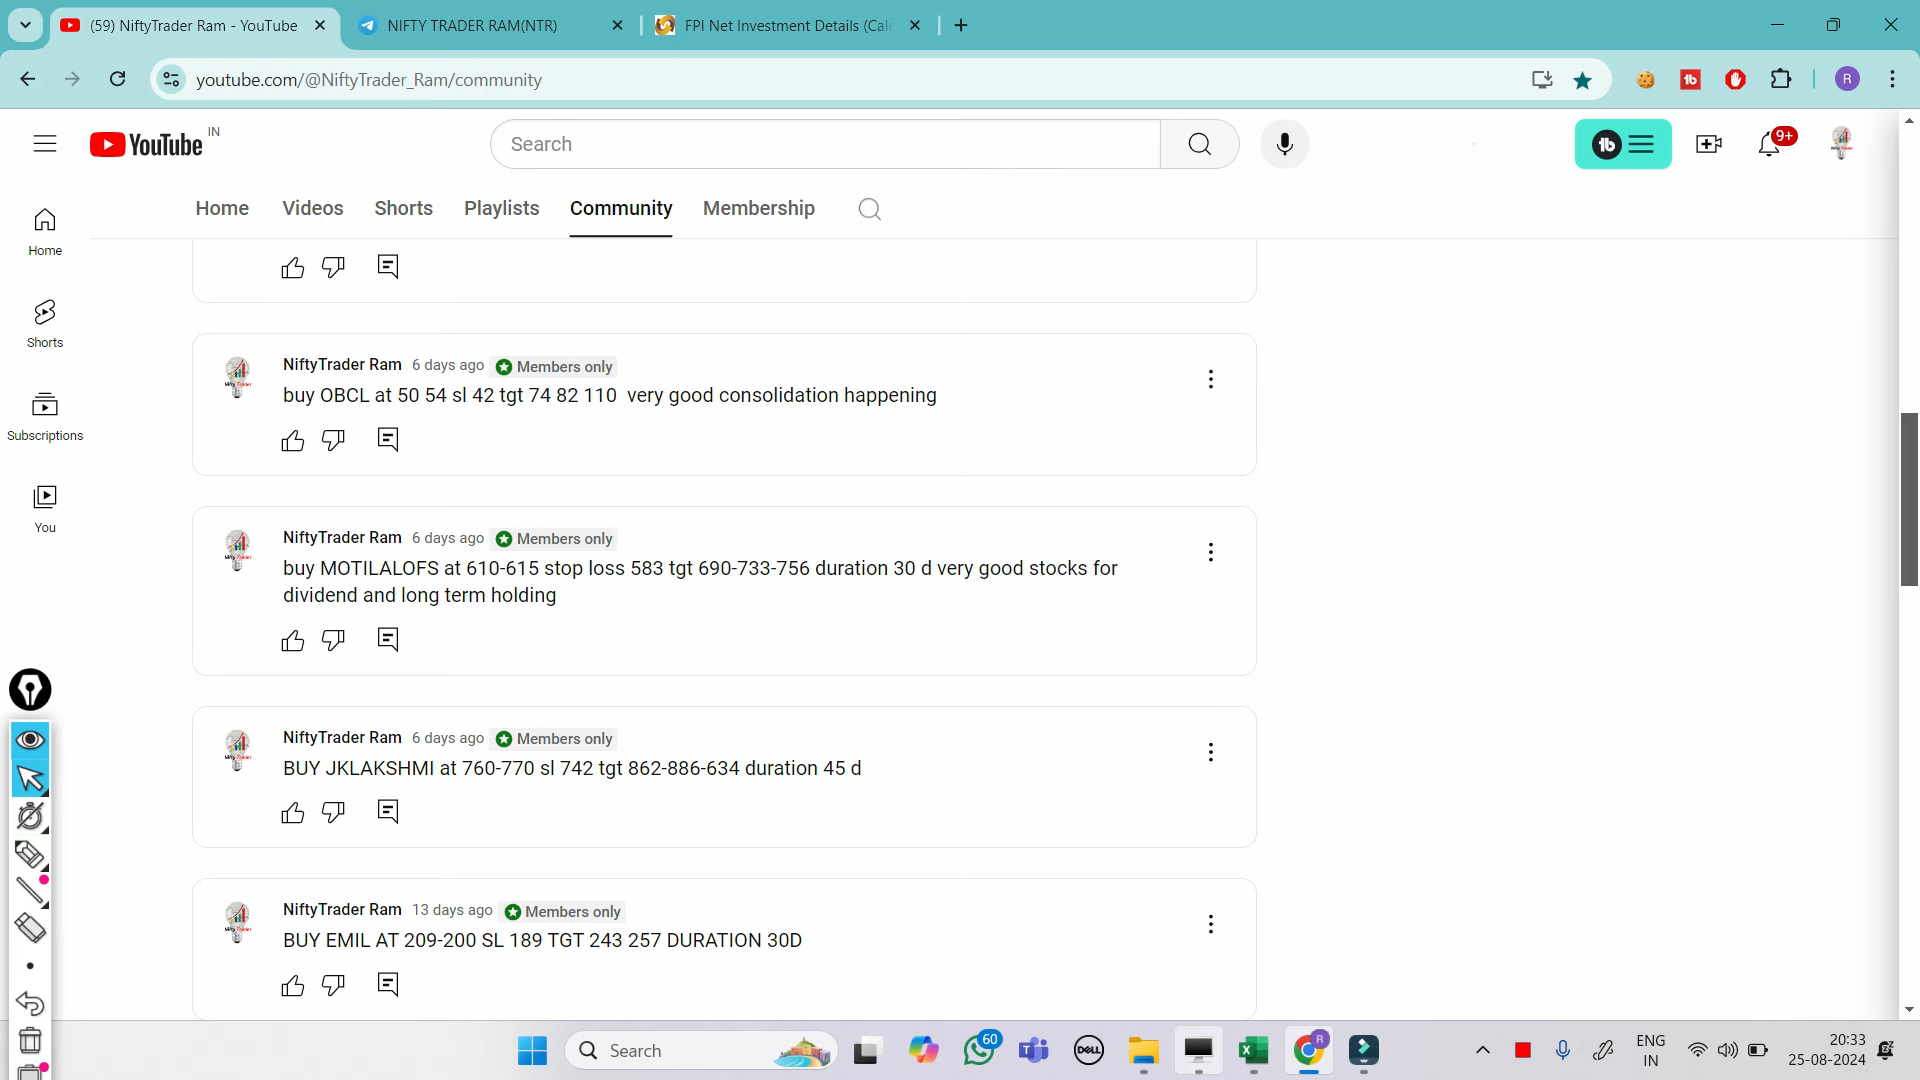 (59) NiftyTrader Ram - YouTube
NIFTY TRADER RAM(NTR)
FPI Net Investment Details (Cale
youtube.com/@NiftyTrader_Ram/community
R
YouTube IN
Search
9+
Home Videos Shorts Playlists Community Membership
Home
Shorts
Subscriptions
You
NiftyTrader Ram 6 days ago Members only
buy OBCL at 50 54 sl 42 tgt 74 82 110 very good consolidation happening
NiftyTrader Ram 6 days ago Members only
buy MOTILALOFS at 610-615 stop loss 583 tgt 690-733-756 duration 30 d very good stocks for
dividend and long term holding
NiftyTrader Ram 6 days ago Members only
BUY JKLAKSHMI at 760-770 sl 742 tgt 862-886-634 duration 45 d
NiftyTrader Ram 13 days ago Members only
BUY EMIL AT 209-200 SL 189 TGT 243 257 DURATION 30D
Search
60
DELL
R
ENG
IN
20:33
25-08-2024